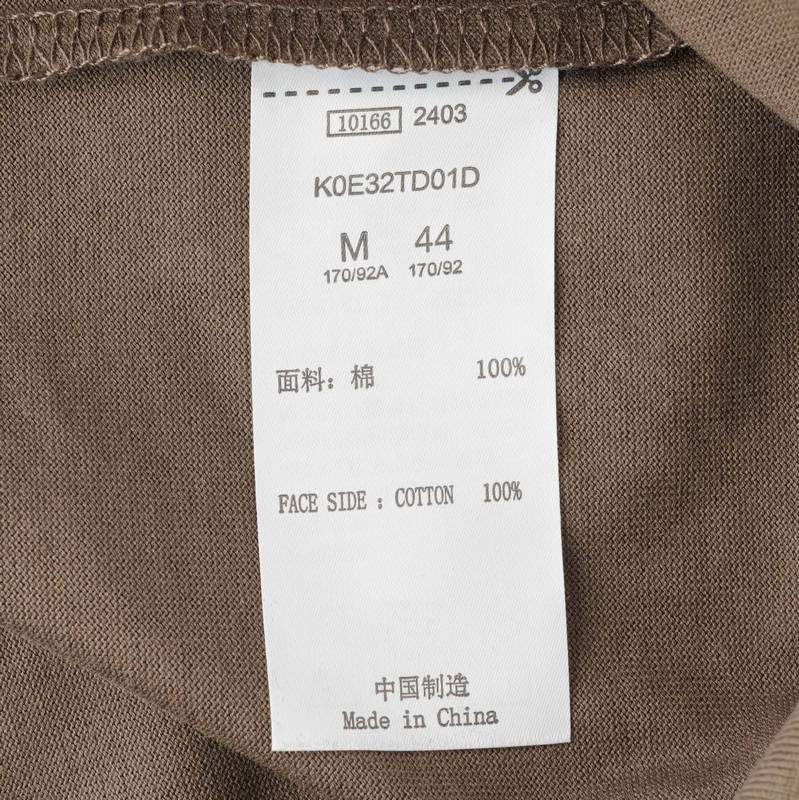 10166 2403
K0E32TD01D
M 44
170/92A 170/92
面料：棉 100%
FACE SIDE : COTTON 100%
中国制造
Made in China